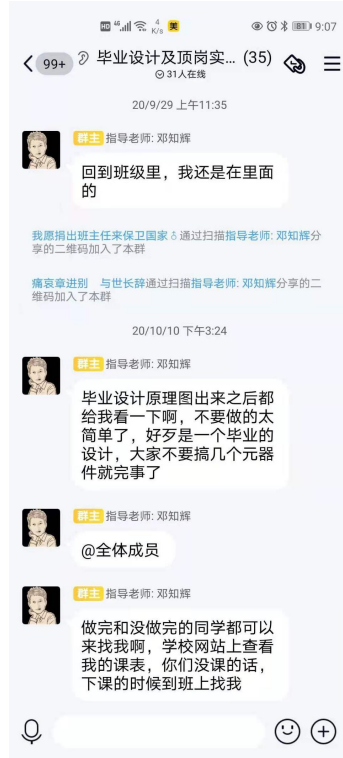 HD 4G 4 K/s 美 81 9:07
99+ 毕业设计及顶岗实... (35)
31人在线
20/9/29 上午11:35
群主 指导老师: 邓知辉
回到班级里，我还是在里面
的
我愿捐出班主任来保卫国家♁通过扫描指导老师: 邓知辉分
享的二维码加入了本群
痛哀章进别 与世长辞通过扫描指导老师: 邓知辉分享的二
维码加入了本群
20/10/10 下午3:24
群主 指导老师: 邓知辉
毕业设计原理图出来之后都
给我看一下啊，不要做的太
简单了，好歹是一个毕业的
设计，大家不要搞几个元器
件就完事了
群主 指导老师: 邓知辉
@全体成员
群主 指导老师: 邓知辉
做完和没做完的同学都可以
来找我啊，学校网站上查看
我的课表，你们没课的话，
下课的时候到班上找我